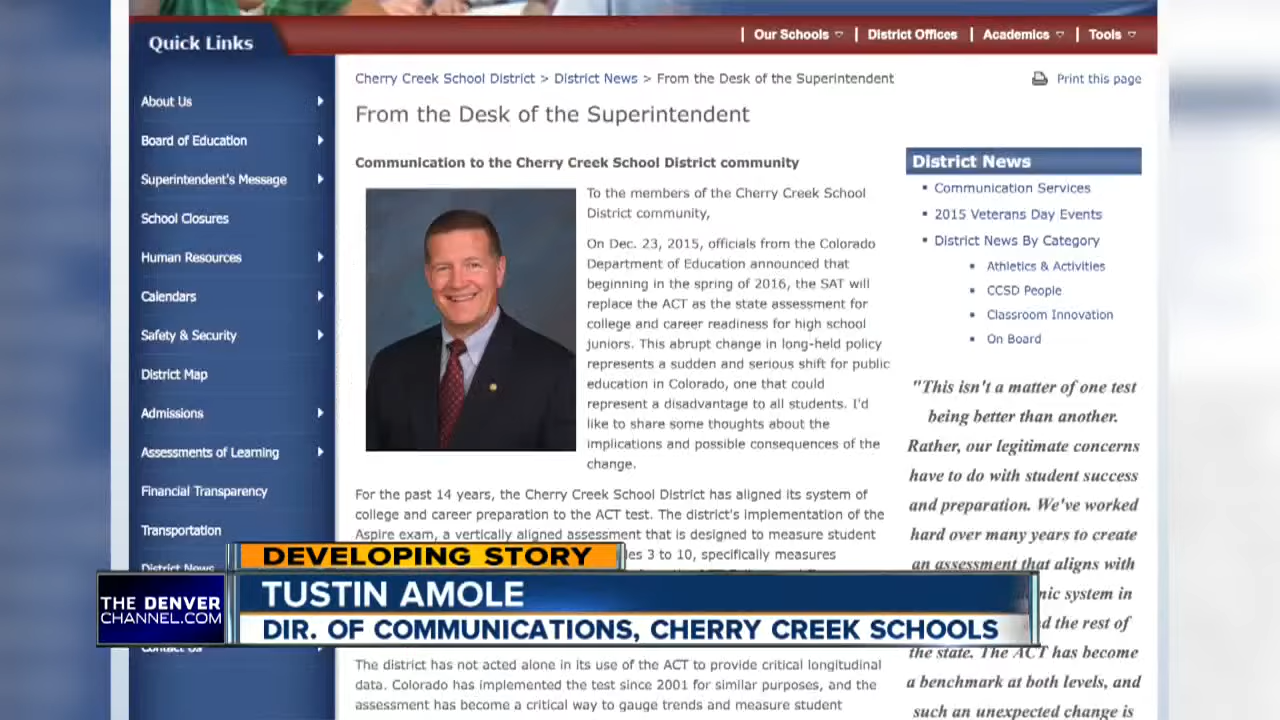 Quick Links
Our Schools
District Offices
Academics
Tools
About Us
Board of Education
Superintendent's Message
School Closures
Human Resources
Calendars
Safety & Security
District Map
Admissions
Assessments of Learning
Financial Transparency
Transportation
District News
Contact Us
Cherry Creek School District > District News > From the Desk of the Superintendent
Print this page
From the Desk of the Superintendent
Communication to the Cherry Creek School District community
To the members of the Cherry Creek School
District community,
On Dec. 23, 2015, officials from the Colorado
Department of Education announced that
beginning in the spring of 2016, the SAT will
replace the ACT as the state assessment for
college and career readiness for high school
juniors. This abrupt change in long-held policy
represents a sudden and serious shift for public
education in Colorado, one that could
represent a disadvantage to all students. I'd
like to share some thoughts about the
implications and possible consequences of the
change.
For the past 14 years, the Cherry Creek School District has aligned its system of
college and career preparation to the ACT test. The district's implementation of the
Aspire exam, a vertically aligned assessment that is designed to measure student
les 3 to 10, specifically measures
The district has not acted alone in its use of the ACT to provide critical longitudinal
data. Colorado has implemented the test since 2001 for similar purposes, and the
assessment has become a critical way to gauge trends and measure student
District News
Communication Services
2015 Veterans Day Events
District News By Category
Athletics & Activities
CCSD People
Classroom Innovation
On Board
"This isn't a matter of one test
being better than another.
Rather, our legitimate concerns
have to do with student success
and preparation. We've worked
hard over many years to create
an assessment that aligns with
nic system in
d the rest of
the state. The ACT has become
a benchmark at both levels, and
such an unexpected change is
DEVELOPING STORY
THE DENVER
CHANNEL.COM
TUSTIN AMOLE
DIR. OF COMMUNICATIONS, CHERRY CREEK SCHOOLS